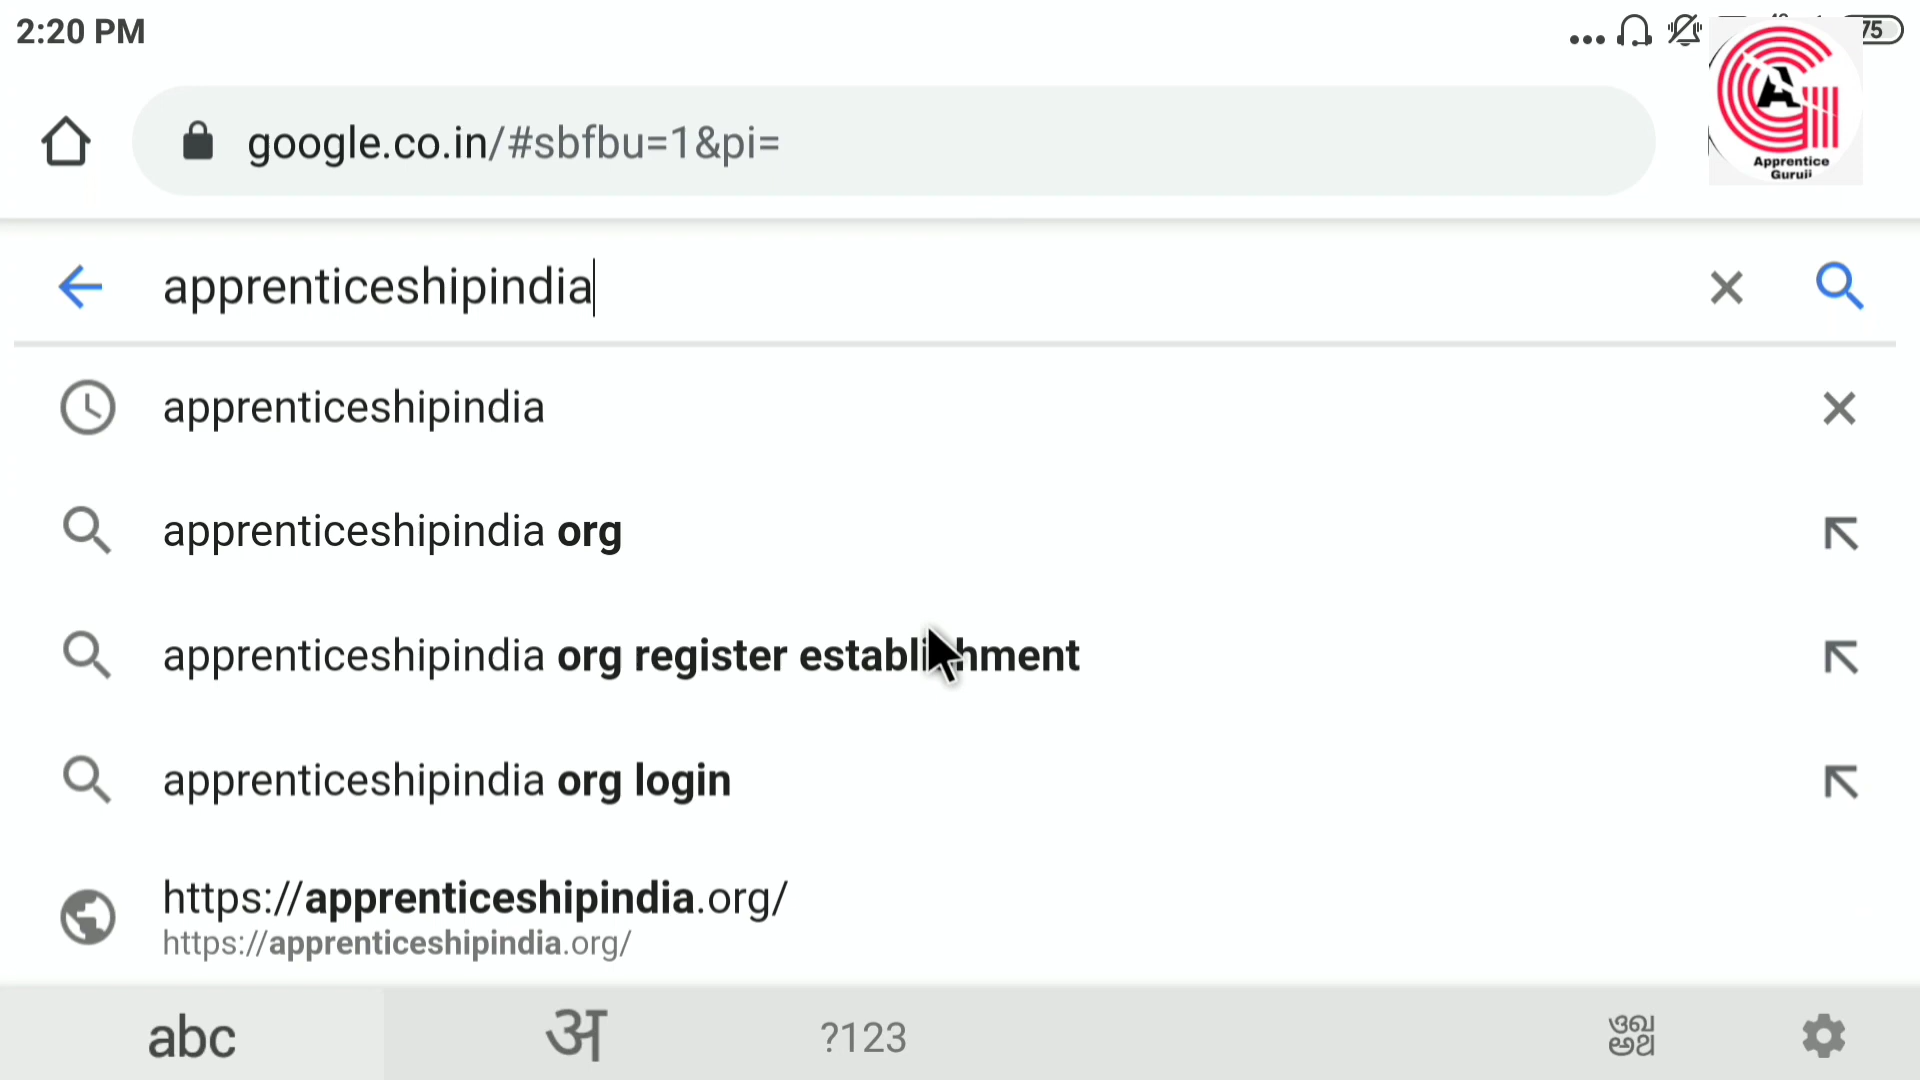 2:20 PM
75
google.co.in/#sbfbu=1&pi=
A
Apprentice
Guruji
apprenticeshipindia
apprenticeshipindia
apprenticeshipindia org
apprenticeshipindia org register establishment
apprenticeshipindia org login
https://apprenticeshipindia.org/
https://apprenticeshipindia.org/
abc
अ
?123